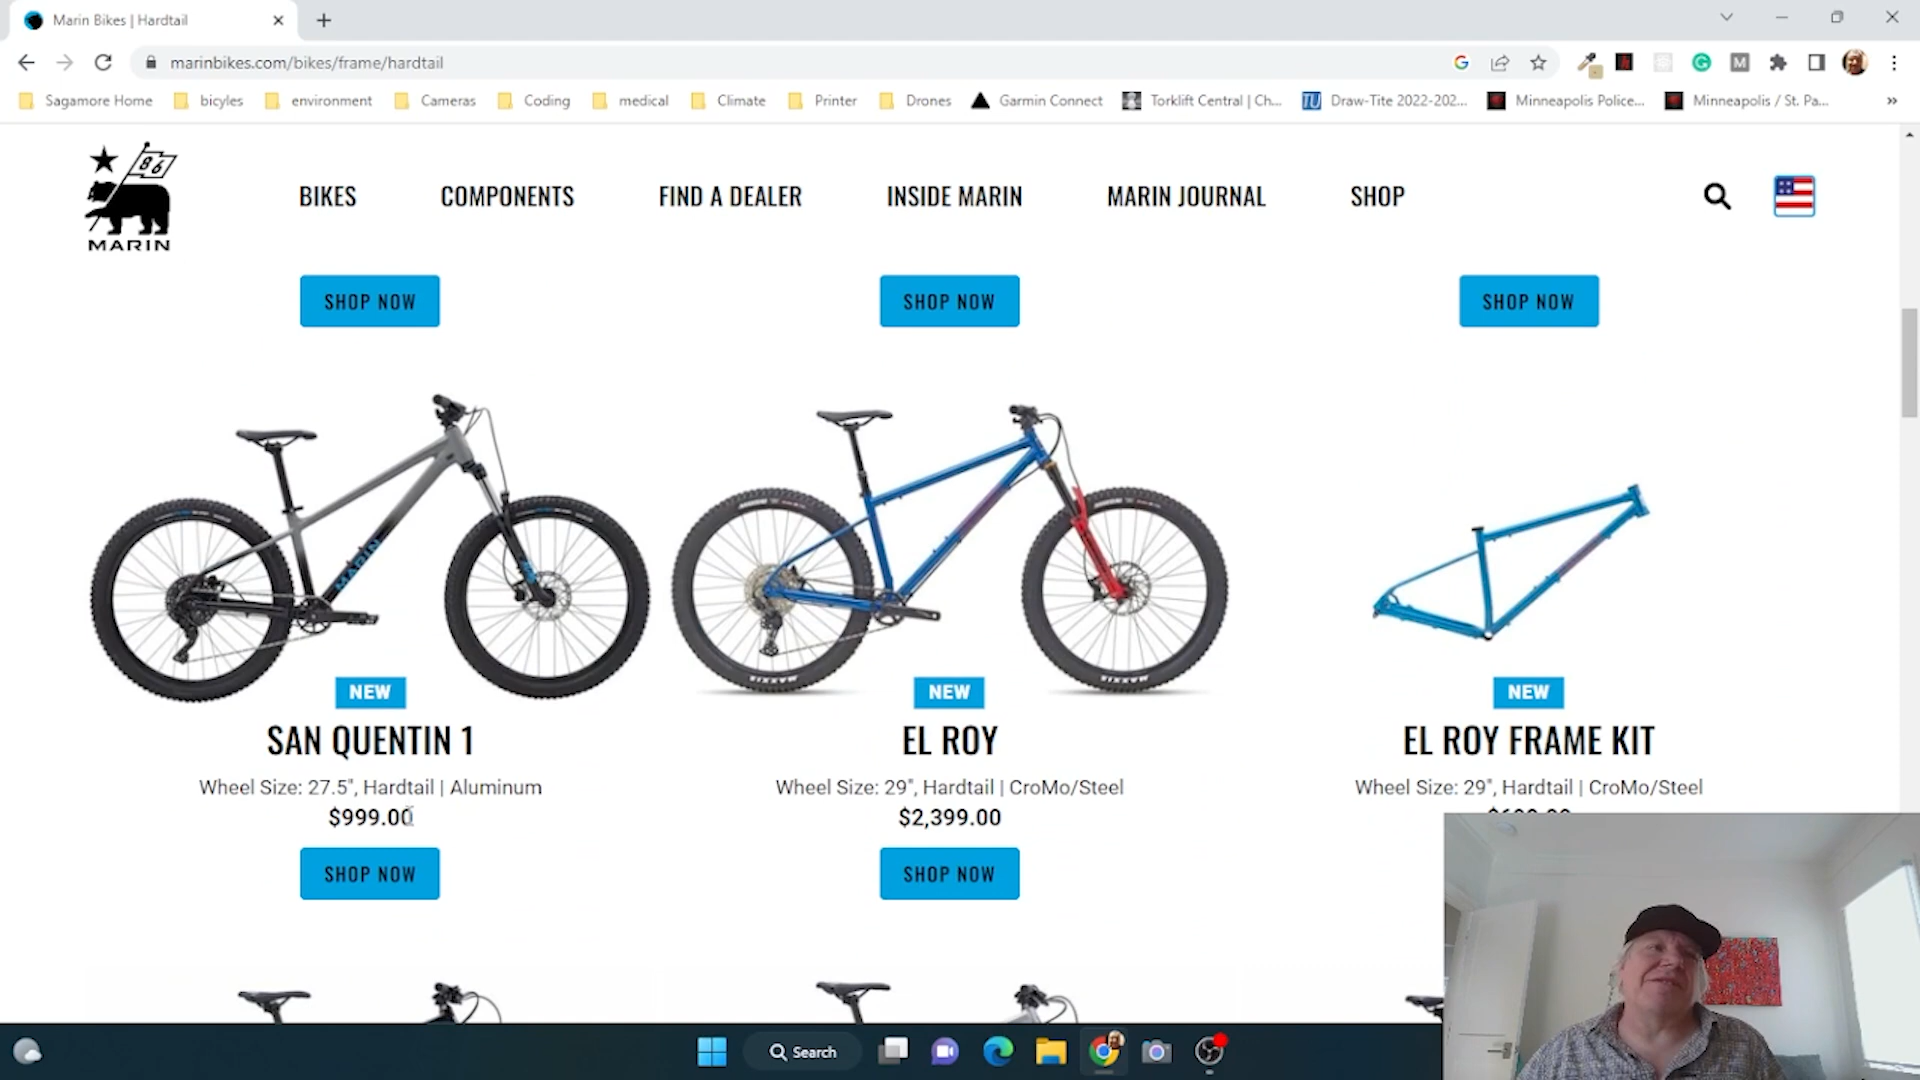 Marin Bikes | Hardtail
marinbikes.com/bikes/frame/hardtail
Sagamore Home bicyles environment Cameras Coding medical Climate Printer Drones Garmin Connect Torklift Central | Ch... Draw-Tite 2022-202... Minneapolis Police... Minneapolis / St. Pa...
86
MARIN
BIKES COMPONENTS FIND A DEALER INSIDE MARIN MARIN JOURNAL SHOP
SHOP NOW SHOP NOW SHOP NOW
MARIN
MAXXIS MAXXIS
NEW NEW NEW
SAN QUENTIN 1 EL ROY EL ROY FRAME KIT
Wheel Size: 27.5", Hardtail | Aluminum Wheel Size: 29", Hardtail | CroMo/Steel Wheel Size: 29", Hardtail | CroMo/Steel
$999.00 $2,399.00
SHOP NOW SHOP NOW
Search